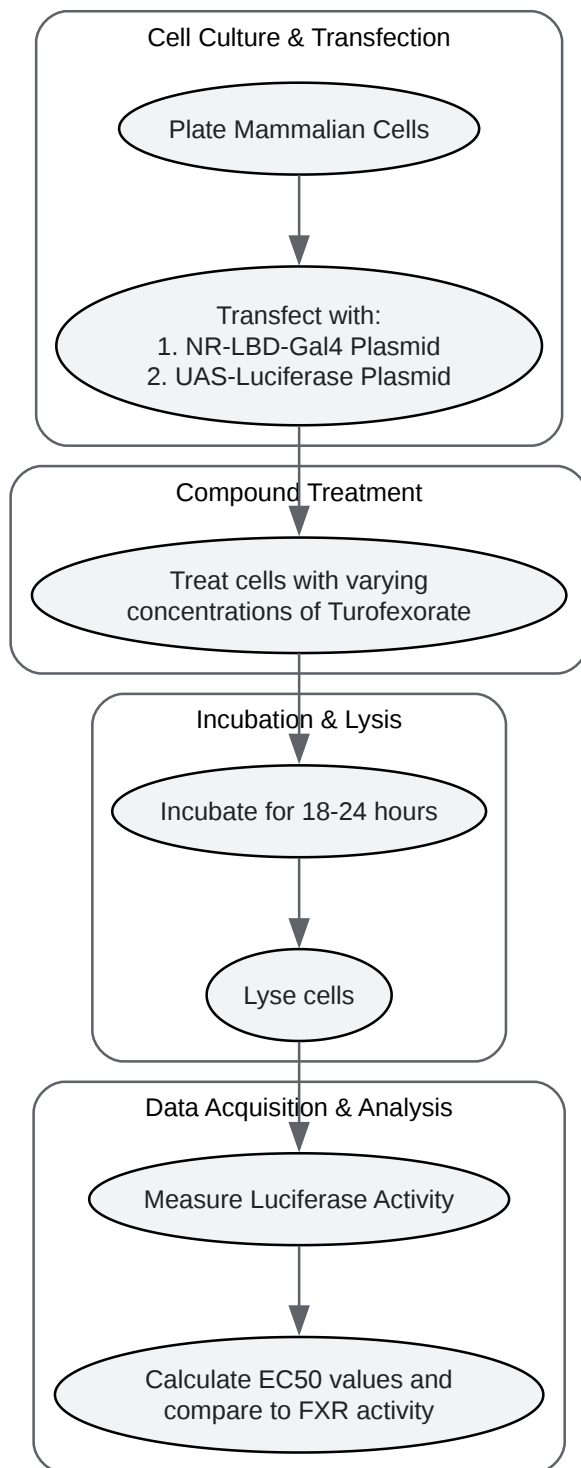 Cell Culture & Transfection
Plate Mammalian Cells
Transfect with:
1. NR-LBD-Gal4 Plasmid
2. UAS-Luciferase Plasmid
Compound Treatment
Treat cells with varying
concentrations of Turofexorate
Incubation & Lysis
Incubate for 18-24 hours
Lyse cells
Data Acquisition & Analysis
Measure Luciferase Activity
Calculate EC50 values and
compare to FXR activity